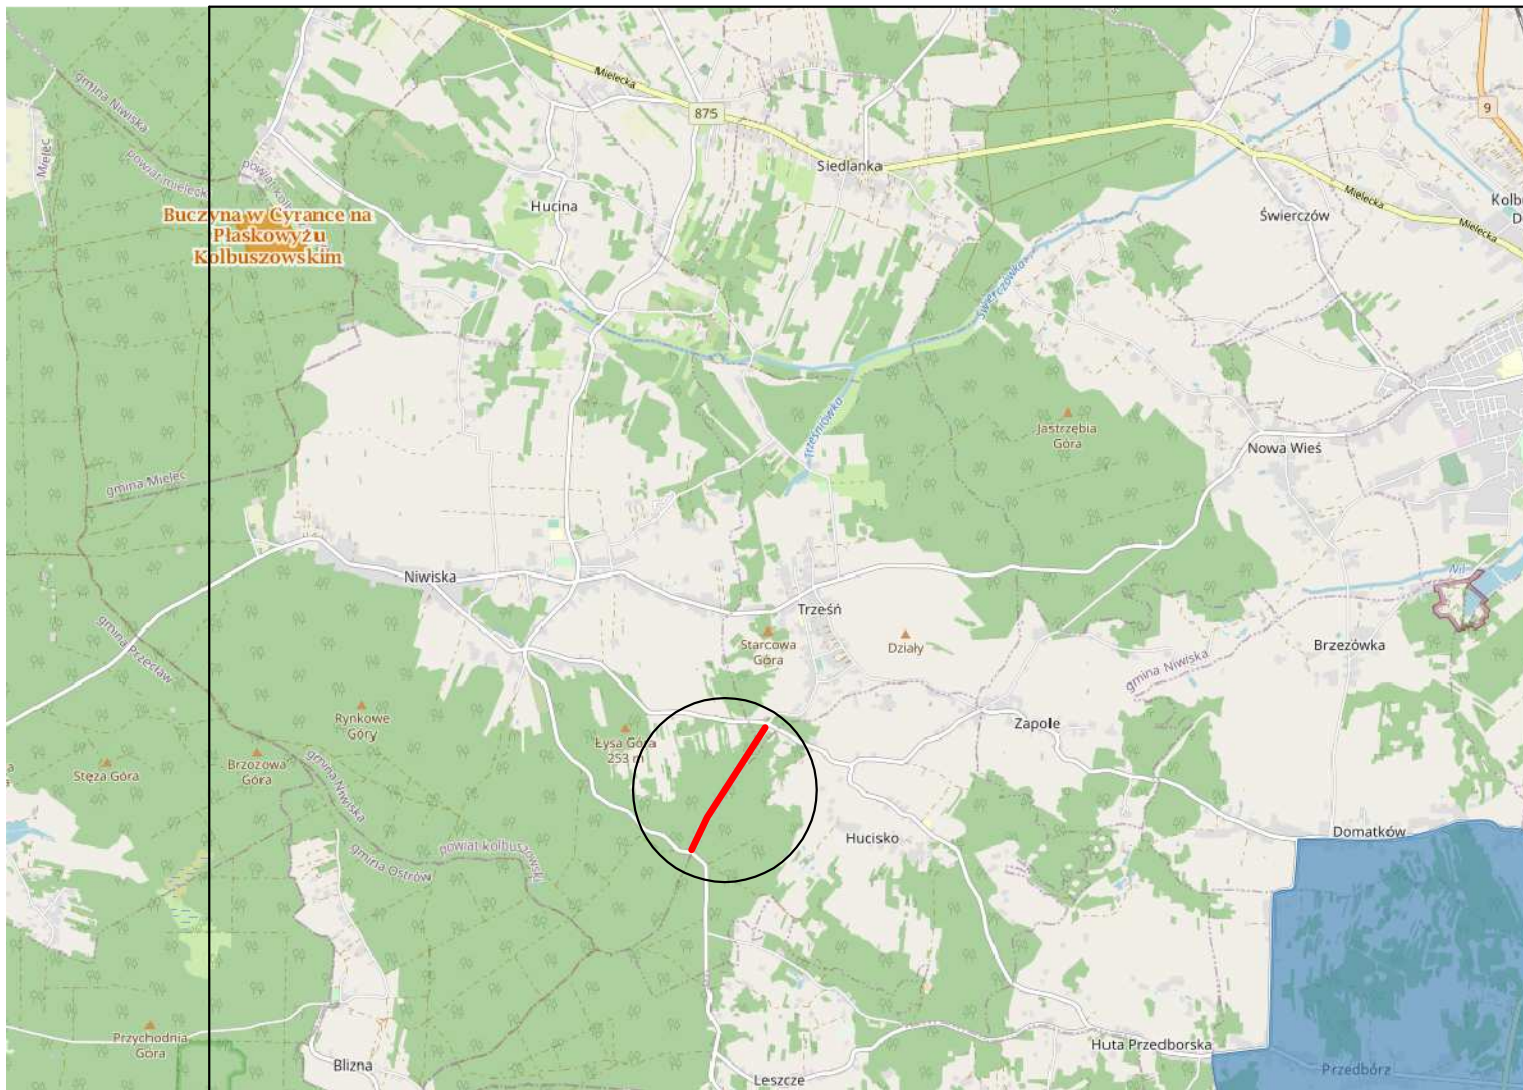 Mielecka
9
gmina Niwiska
875
Mielec
powiat mielecki
powiat kol
Siedlanka
Mielecka
Buczyna w Cyrance na
Płaskowyżu
Kolbuszowskim
Hucina
Świerczów
Mielecka
Świerczówka
Trześniówka
Jastrzębia
Góra
Nowa Wieś
gmina Mielec
Niwiska
Nil
Trześń
Starcowa
Góra
Działy
Brzezówka
gmina Przecław
gmina Niwiska
Rynkowe
Góry
Zapole
Łysa Góra
253 m
Stęża Góra
Brzozowa
Góra
gmina Niwiska
Hucisko
Domatków
gmina Ostrów
powiat kolbuszowski
Przychodnia
Góra
Blizna
Huta Przedborska
Przedbórz
Leszcze